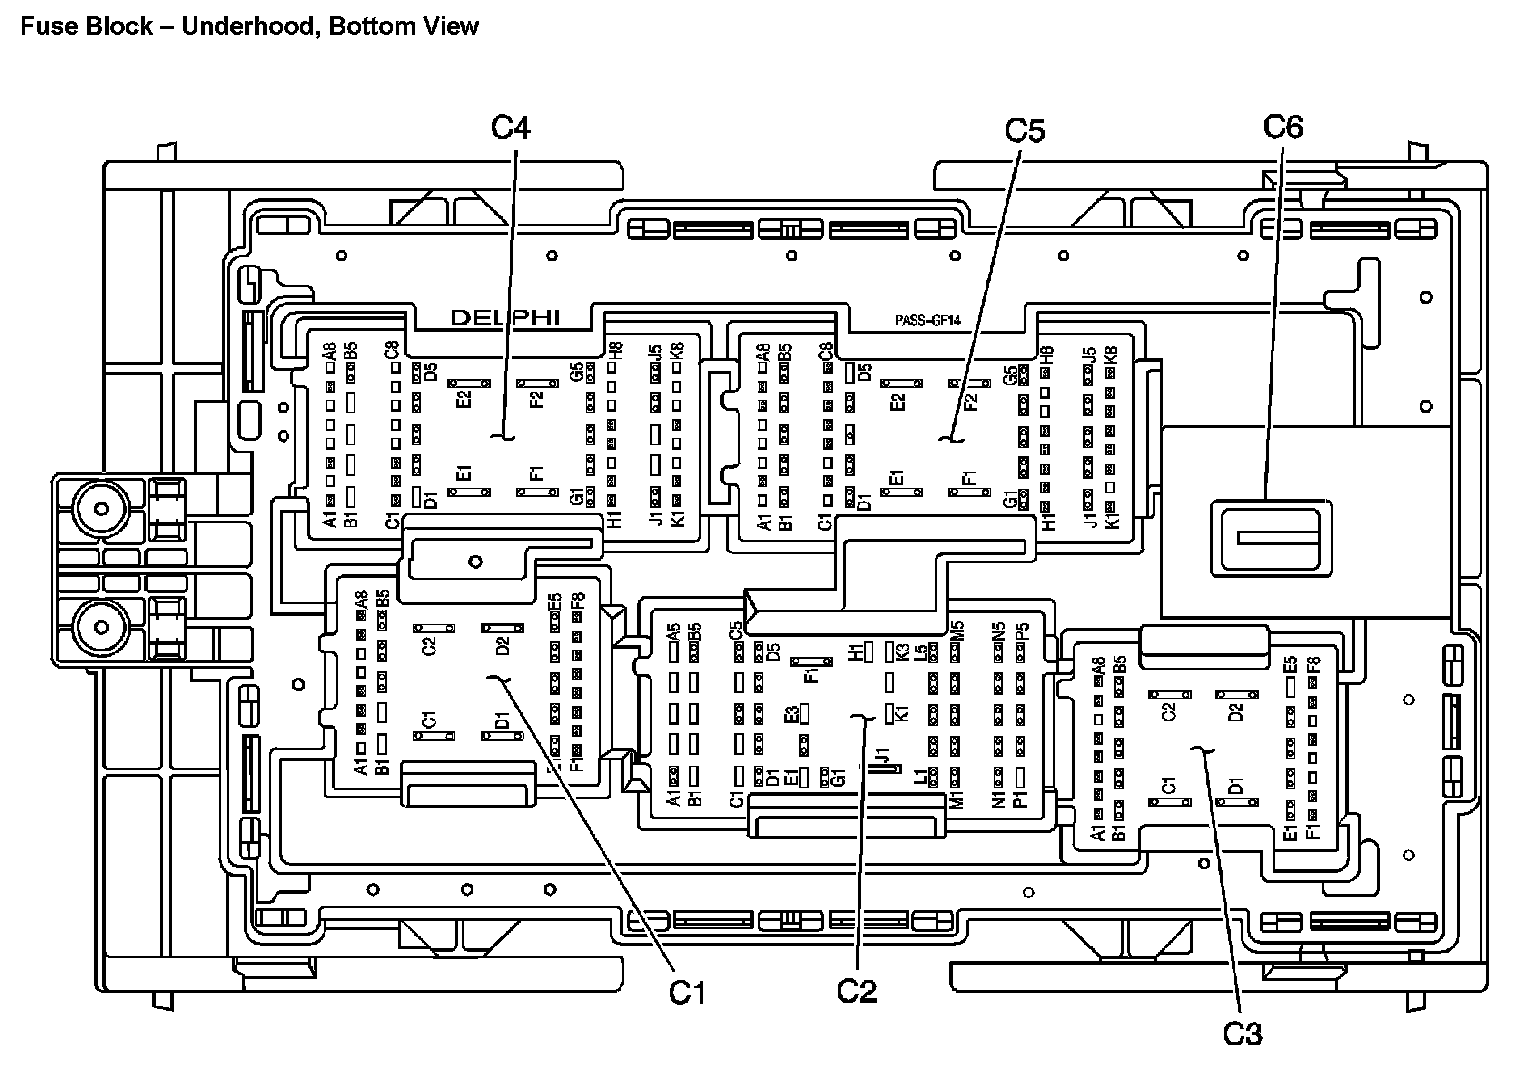 Fuse Block – Underhood, Bottom View
C4
C5
C6
DELPHI
PASS-GF14
A8 B5 C8 D5 E2 F2 G5 H8 J5 K8
A1 B1 C1 D1 E1 F1 G1 H1 J1 K1
A8 B5 C8 D5 E2 F2 G5 H8 J5 K8
A1 B1 C1 D1 E1 F1 G1 H1 J1 K1
A8 B5 C2 D2 E5 F8
A1 B1 C1 D1 F1
A5 B5 C5 D5 F1 H1 K3 L5 M5 N5 P5
E3 K1
A1 B1 C1 D1 E1 G1 J1 L1 M1 N1 P1
A8 B5 C2 D2 E5 F8
A1 B1 C1 D1 E1 F1
C1
C2
C3